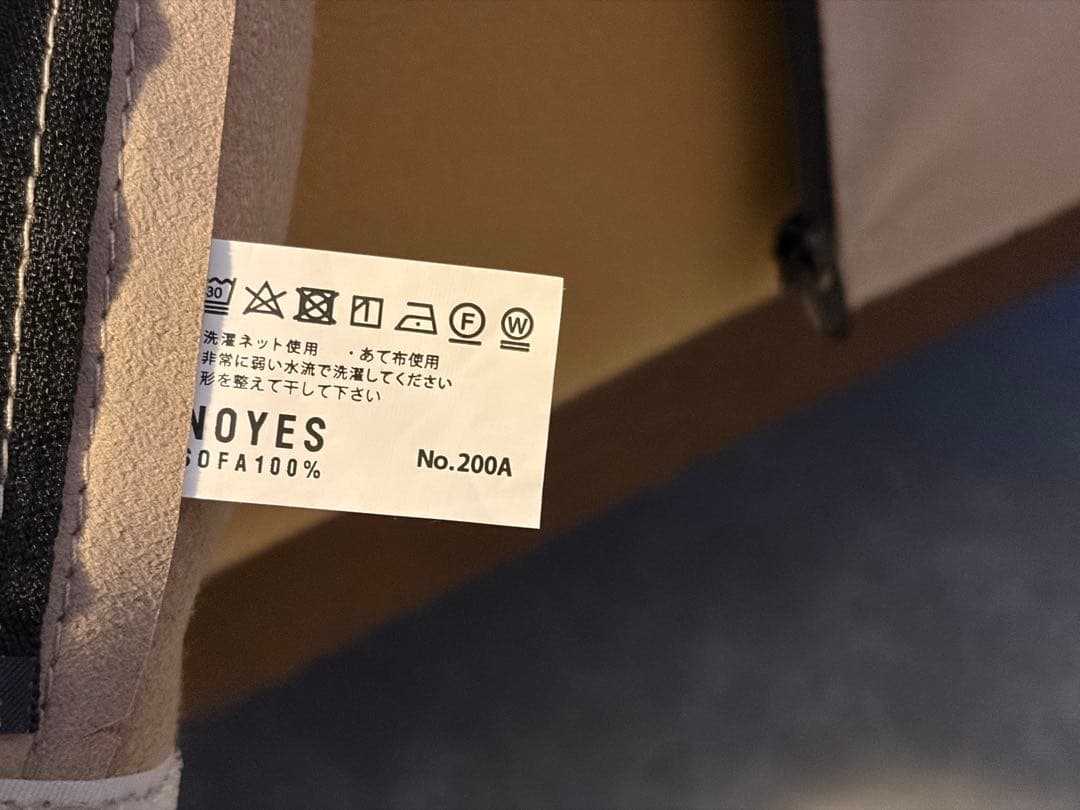 30 F W
洗濯ネット使用 ・あて布使用
非常に弱い水流で洗濯してください
形を整えて干して下さい
NOYES
SOFA100% No.200A